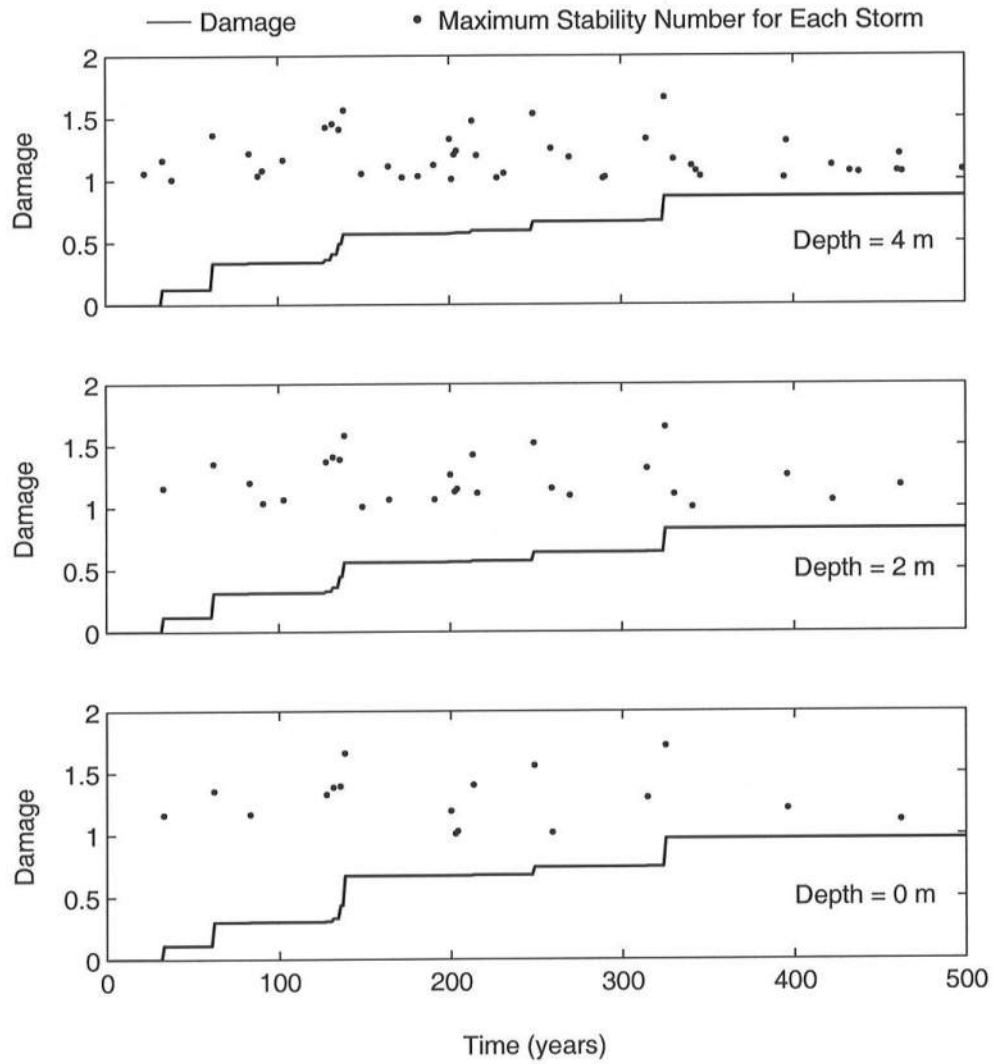 Damage
Maximum Stability Number for Each Storm
2
1.5
1
0.5
0
Damage
Depth = 4 m
2
1.5
1
0.5
0
Damage
Depth = 2 m
2
1.5
1
0.5
0
Damage
Depth = 0 m
0 100 200 300 400 500
Time (years)